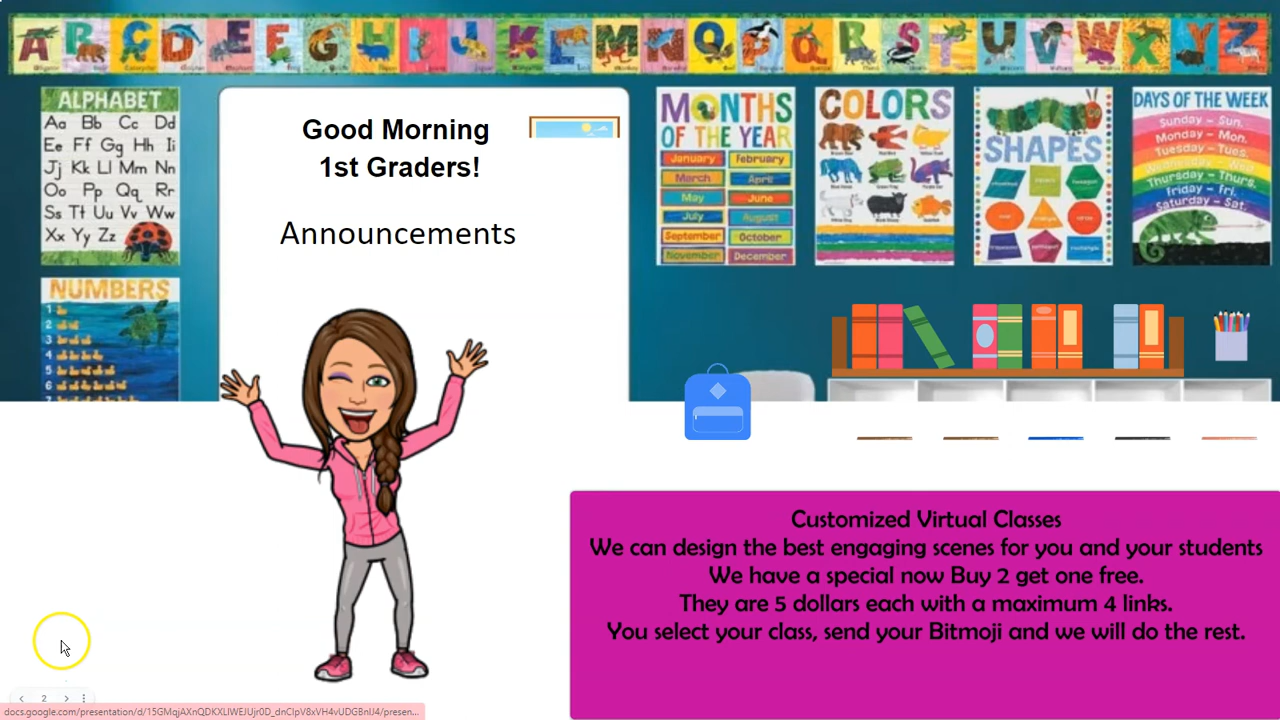 A B C D E F G H I J K L M N O P Q R S T U V W X Y Z
ALPHABET
Aa Bb Cc Dd
Ee Ff Gg Hh Ii
Jj Kk Ll Mm Nn
Oo Pp Qq Rr
Ss Tt Uu Vv Ww
Xx Yy Zz
NUMBERS
1
2
3
4
5
6
Good Morning
1st Graders!
Announcements
MONTHS
OF THE YEAR
January February
March April
May June
July August
September October
November December
COLORS
SHAPES
DAYS OF THE WEEK
Sunday - Sun.
Monday - Mon.
Tuesday - Tues.
Wednesday - Wed.
Thursday - Thurs.
Friday - Fri.
Saturday - Sat.
Customized Virtual Classes
We can design the best engaging scenes for you and your students
We have a special now Buy 2 get one free.
They are 5 dollars each with a maximum 4 links.
You select your class, send your Bitmoji and we will do the rest.
2